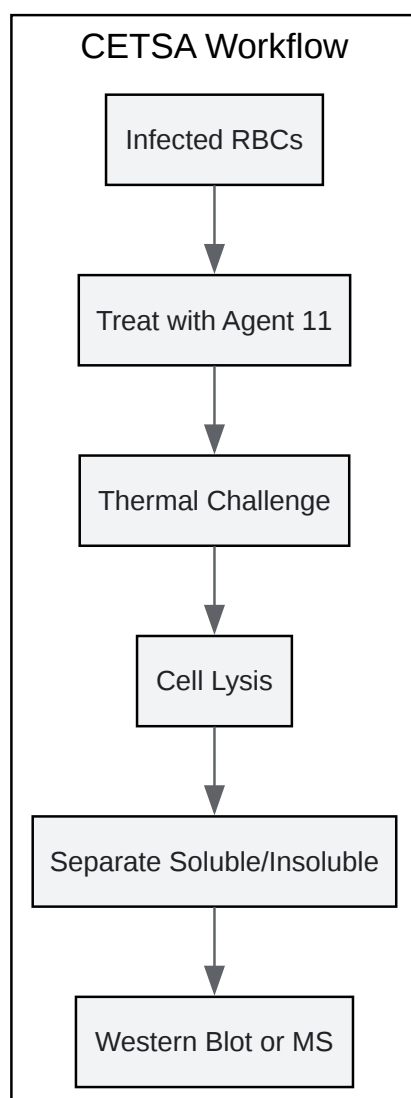 CETSA Workflow
Infected RBCs
Treat with Agent 11
Thermal Challenge
Cell Lysis
Separate Soluble/Insoluble
Western Blot or MS